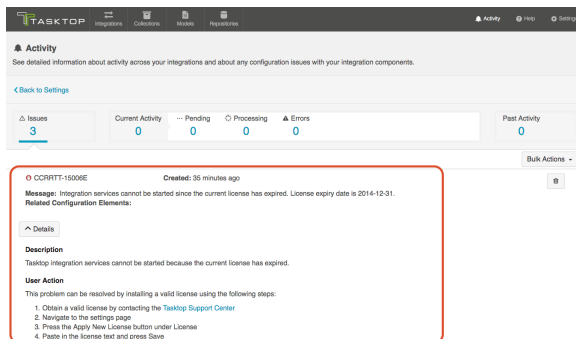 TASKTOP
Integrations
Collections
Models
Repositories
Activity
Help
Settings
Activity
See detailed information about activity across your integrations and about any configuration issues with your integration components.
Back to Settings
Issues
3
Current Activity
0
Pending
0
Processing
0
Errors
0
Past Activity
0
Bulk Actions
CCRRTT-15006E Created: 35 minutes ago
Message: Integration services cannot be started since the current license has expired. License expiry date is 2014-12-31.
Related Configuration Elements:
Details
Description
Tasktop integration services cannot be started because the current license has expired.
User Action
This problem can be resolved by installing a valid license using the following steps:
1. Obtain a valid license by contacting the Tasktop Support Center
2. Navigate to the settings page
3. Press the Apply New License button under License
4. Paste in the license text and press Save